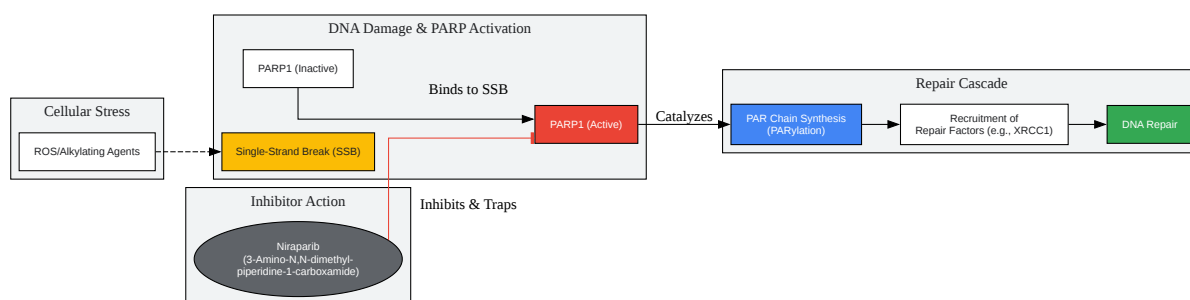 DNA Damage & PARP Activation
PARP1 (Inactive)
Binds to SSB
PARP1 (Active)
Single-Strand Break (SSB)
Cellular Stress
ROS/Alkylating Agents
Catalyzes
Repair Cascade
PAR Chain Synthesis
(PARylation)
Recruitment of
Repair Factors (e.g., XRCC1)
DNA Repair
Inhibitor Action
Inhibits & Traps
Niraparib
(3-Amino-N,N-dimethyl-
piperidine-1-carboxamide)